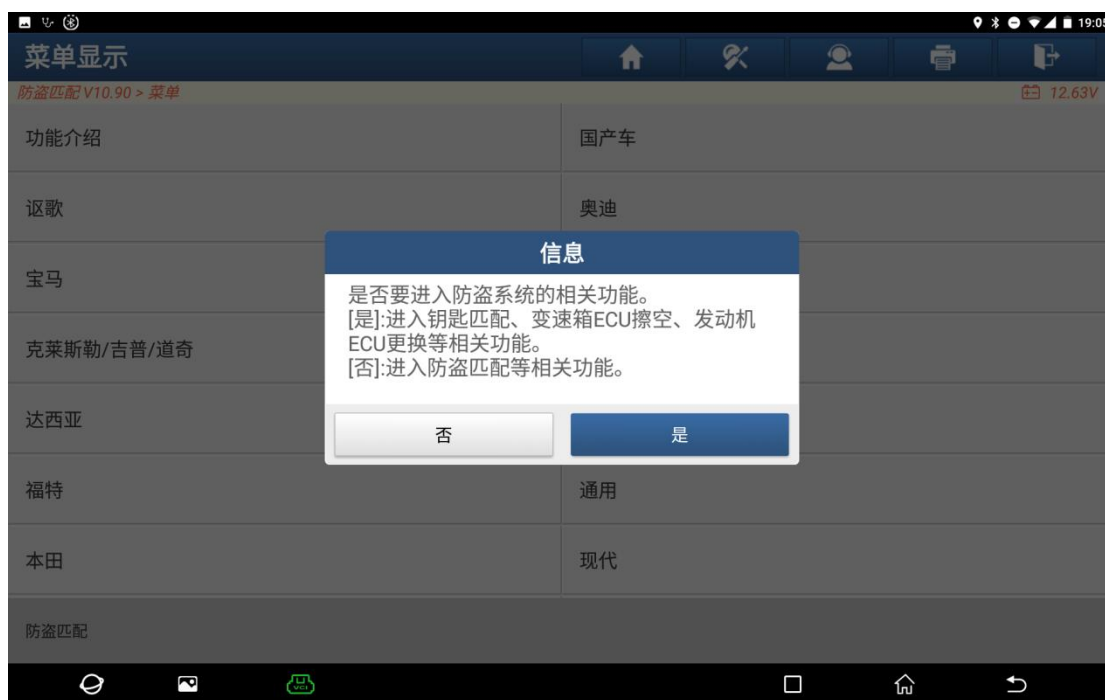 19:05
菜单显示
防盗匹配 V10.90 > 菜单
12.63V
功能介绍
国产车
讴歌
奥迪
信息
宝马
是否要进入防盗系统的相关功能。
[是]:进入钥匙匹配、变速箱ECU擦空、发动机
ECU更换等相关功能。
[否]:进入防盗匹配等相关功能。
克莱斯勒/吉普/道奇
达西亚
否
是
福特
通用
本田
现代
防盗匹配
VCI